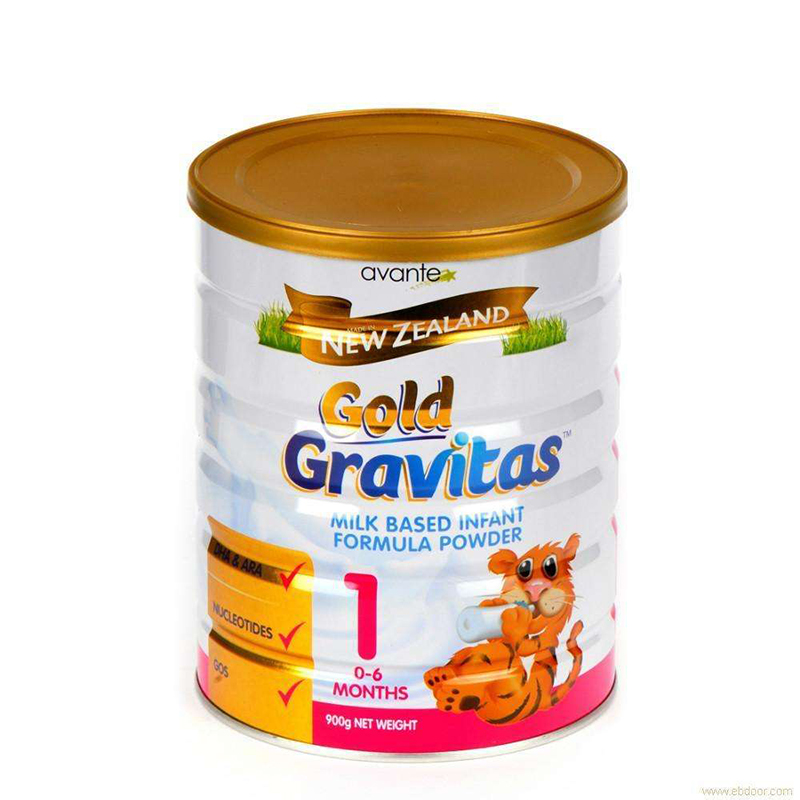 avante
MADE IN
NEW ZEALAND
Gold
Gravitas™
MILK BASED INFANT
FORMULA POWDER
DHA & ARA
NUCLEOTIDES
GOS
1
0-6
MONTHS
900g NET WEIGHT
www.ebdoor.com